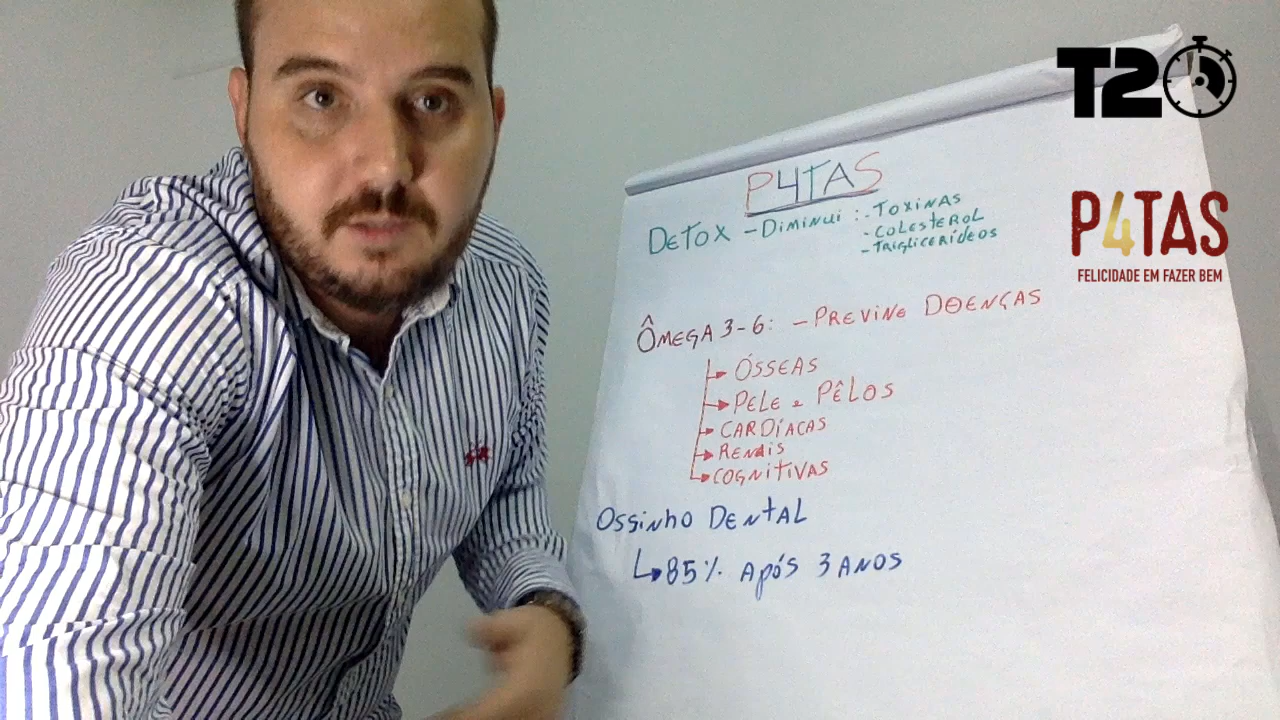 T20
P4TAS
FELICIDADE EM FAZER BEM
P4TAS
DETOX - DIMINUI : - TOXINAS
- COLESTEROL
- TRIGLICERÍDEOS
ÔMEGA 3-6: - PREVINE DOENÇAS
ÓSSEAS
PELE e PÊLOS
CARDÍACAS
RENAIS
COGNITIVAS
OSSINHO DENTAL
85% APÓS 3 ANOS